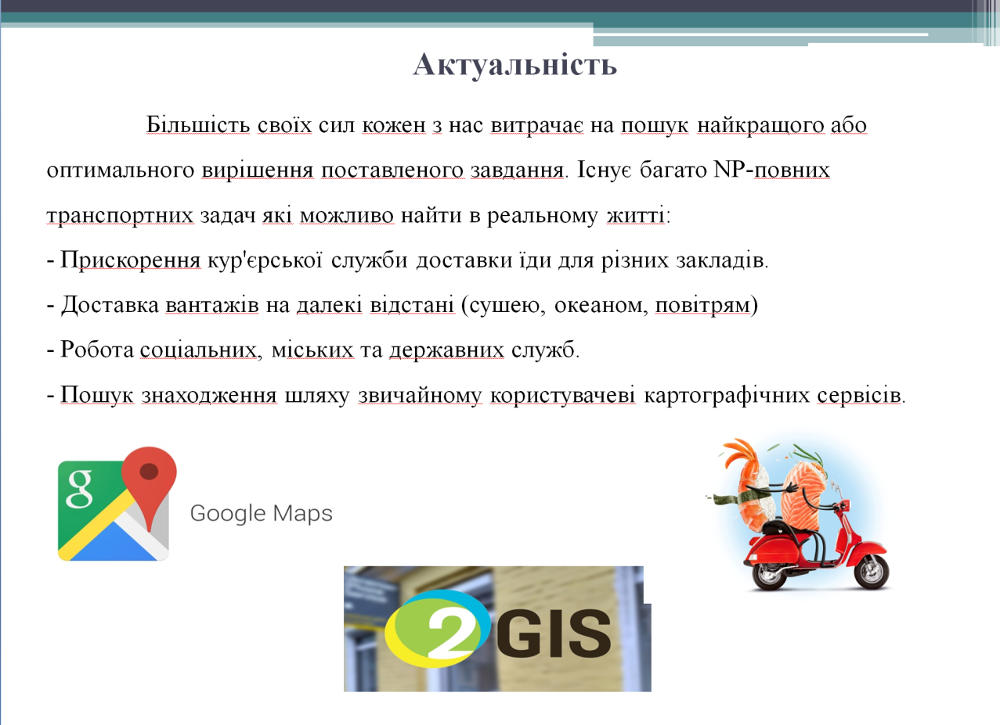 Актуальність
Більшість своїх сил кожен з нас витрачає на пошук найкращого або
оптимального вирішення поставленого завдання. Існує багато NP-повних
транспортних задач які можливо найти в реальному житті:
- Прискорення кур'єрської служби доставки їди для різних закладів.
- Доставка вантажів на далекі відстані (сушею, океаном, повітрям)
- Робота соціальних, міських та державних служб.
- Пошук знаходження шляху звичайному користувачеві картографічних сервісів.
g
Google Maps
2GIS